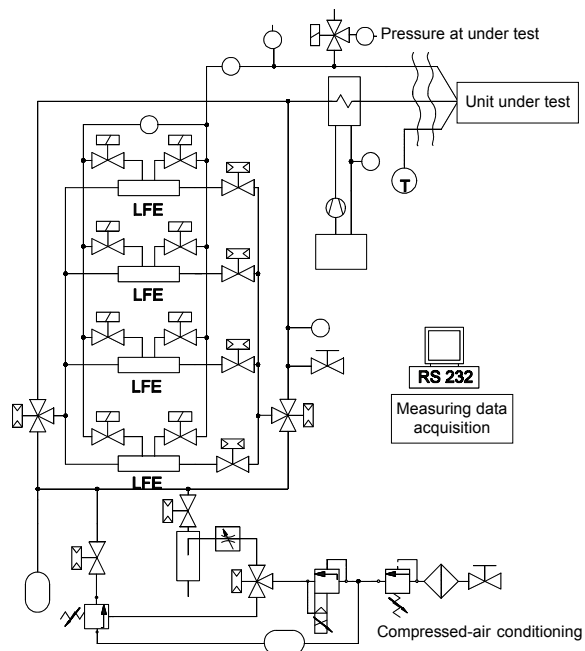 Pressure at under test
Unit under test
T
LFE
LFE
LFE
LFE
RS 232
Measuring data
acquisition
Compressed-air conditioning